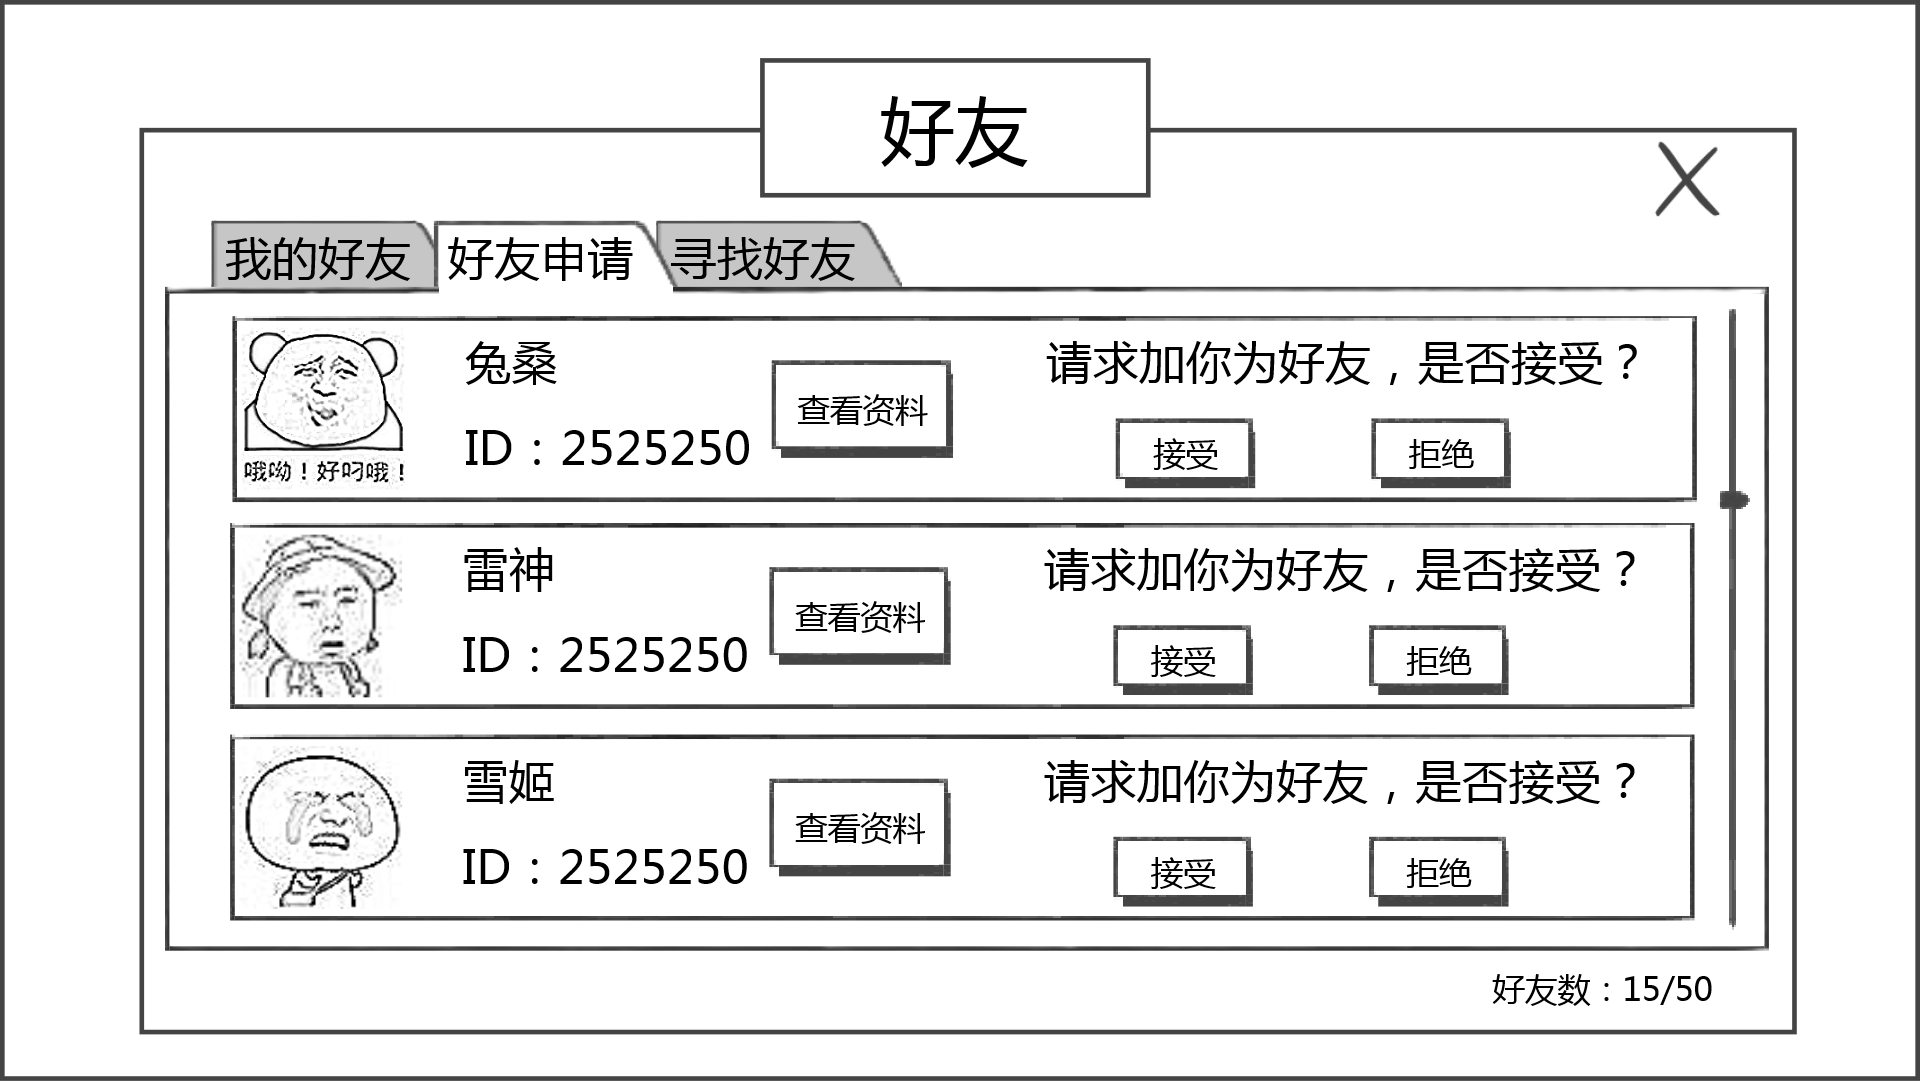 好友
我的好友 好友申请 寻找好友
兔桑
请求加你为好友，是否接受？
ID：2525250
查看资料
接受
拒绝
哦呦！好叼哦！
雷神
请求加你为好友，是否接受？
ID：2525250
查看资料
接受
拒绝
雪姬
请求加你为好友，是否接受？
ID：2525250
查看资料
接受
拒绝
好友数：15/50